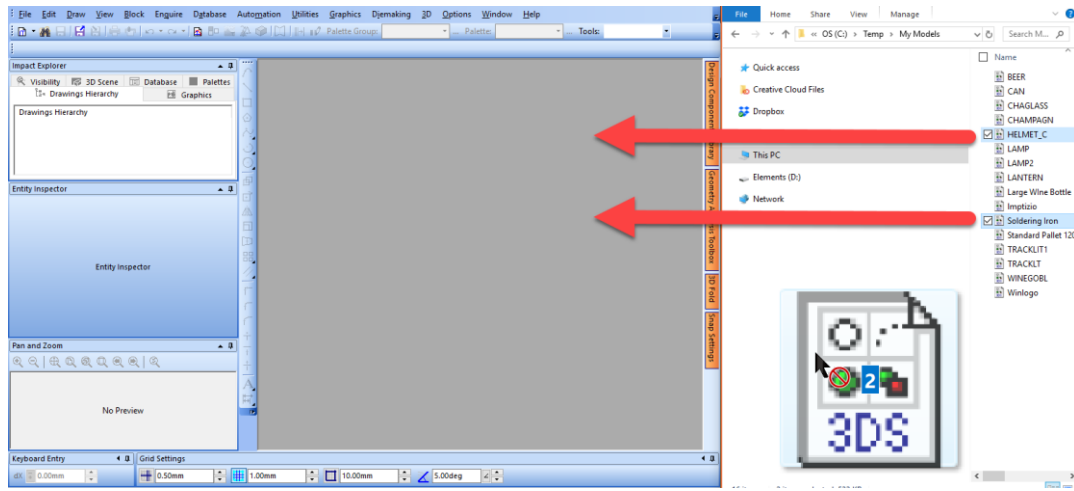 File Edit Draw View Block Enquire Database Automation Utilities Graphics Djemaking 3D Options Window Help
Palette Group: ... Palette: ... Tools:
Impact Explorer
Visibility 3D Scene Database Palettes
Drawings Hierarchy Graphics
Drawings Hierarchy
Entity Inspector
Entity Inspector
Pan and Zoom
No Preview
Keyboard Entry Grid Settings
dX 0.00mm 0.50mm 1.00mm 10.00mm 5.00deg
Design Component Library
Geometry Toolbox
3D Fold
Snap Settings
File Home Share View Manage
« OS (C:) › Temp › My Models Search M...
Quick access
Creative Cloud Files
Dropbox
This PC
Elements (D:)
Network
Name
BEER
CAN
CHAGLASS
CHAMPAGN
HELMET_C
LAMP
LAMP2
LANTERN
Large Wine Bottle
Imptizio
Soldering Iron
Standard Pallet 120
TRACKLIT1
TRACKLT
WINEGOBL
Winlogo
2
3DS